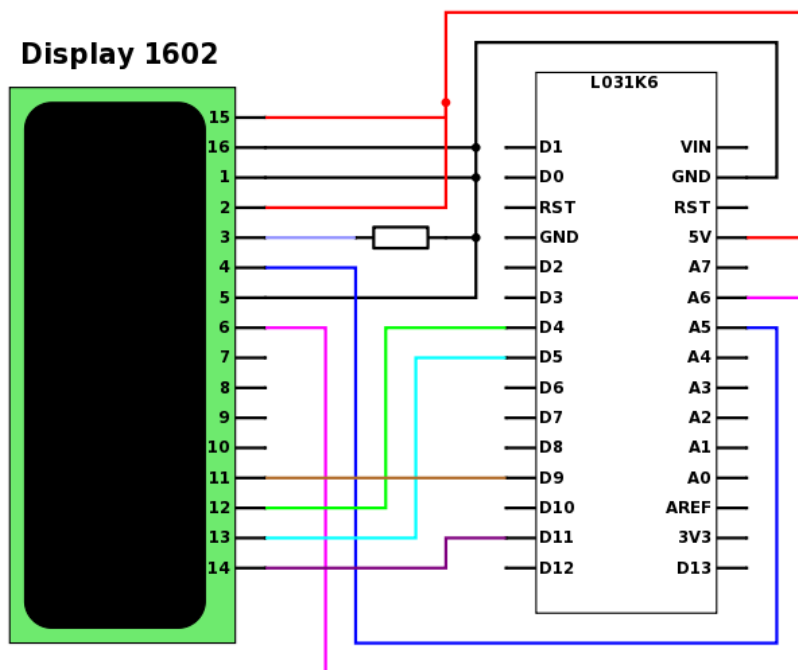 Display 1602
15
16
1
2
3
4
5
6
7
8
9
10
11
12
13
14
L031K6
D1 VIN
D0 GND
RST RST
GND 5V
D2 A7
D3 A6
D4 A5
D5 A4
D6 A3
D7 A2
D8 A1
D9 A0
D10 AREF
D11 3V3
D12 D13